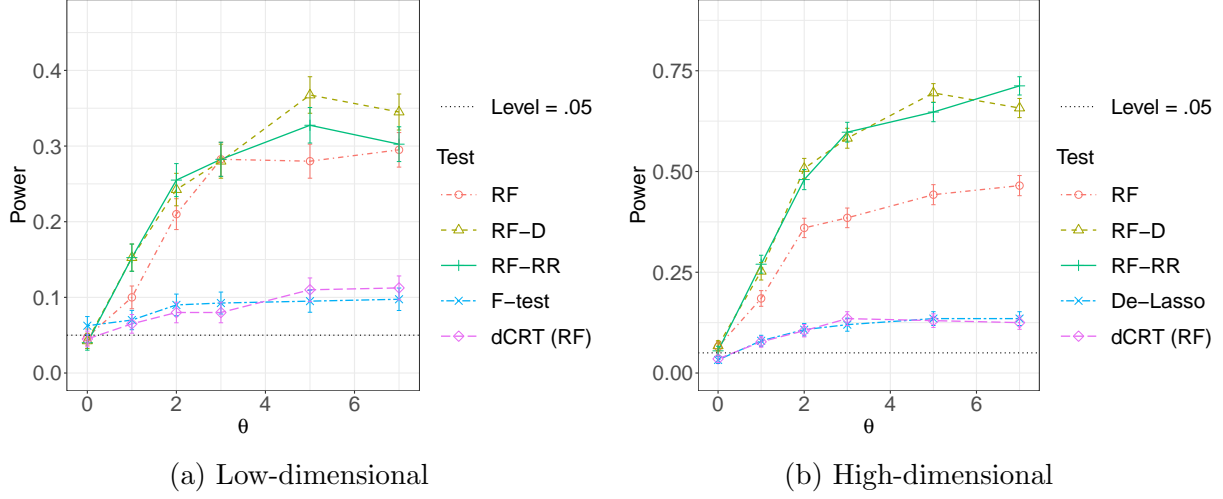 0.4
0.3
0.2
0.1
0.0
Power
0 2 4 6
θ
Level = .05
Test
RF
RF−D
RF−RR
F−test
dCRT (RF)
(a) Low-dimensional
0.75
0.50
0.25
0.00
Power
0 2 4 6
θ
Level = .05
Test
RF
RF−D
RF−RR
De−Lasso
dCRT (RF)
(b) High-dimensional